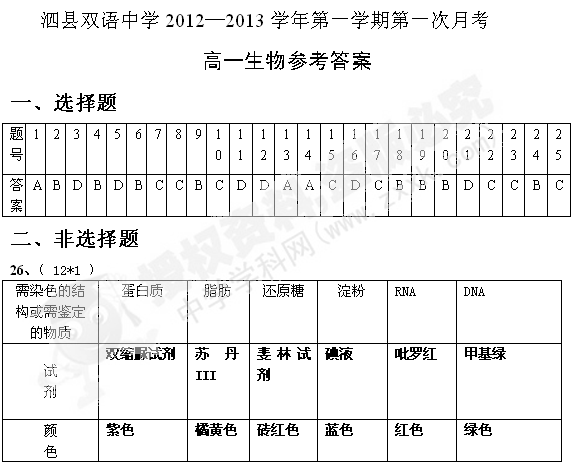 泗县双语中学 2012—2013 学年第一学期第一次月考
高一生物参考答案
一、选择题
题号 1 2 3 4 5 6 7 8 9 10 11 12 13 14 15 16 17 18 19 20 21 22 23 24 25
答案 A B D B D B C C B C D D A A C D C B B B D C C B C
二、非选择题
26、（ 12*1 ）
需染色的结构或需鉴定的物质 蛋白质 脂肪 还原糖 淀粉 RNA DNA
试剂 双缩脲试剂 苏丹III 斐林试剂 碘液 吡罗红 甲基绿
颜色 紫色 橘黄色 砖红色 蓝色 红色 绿色